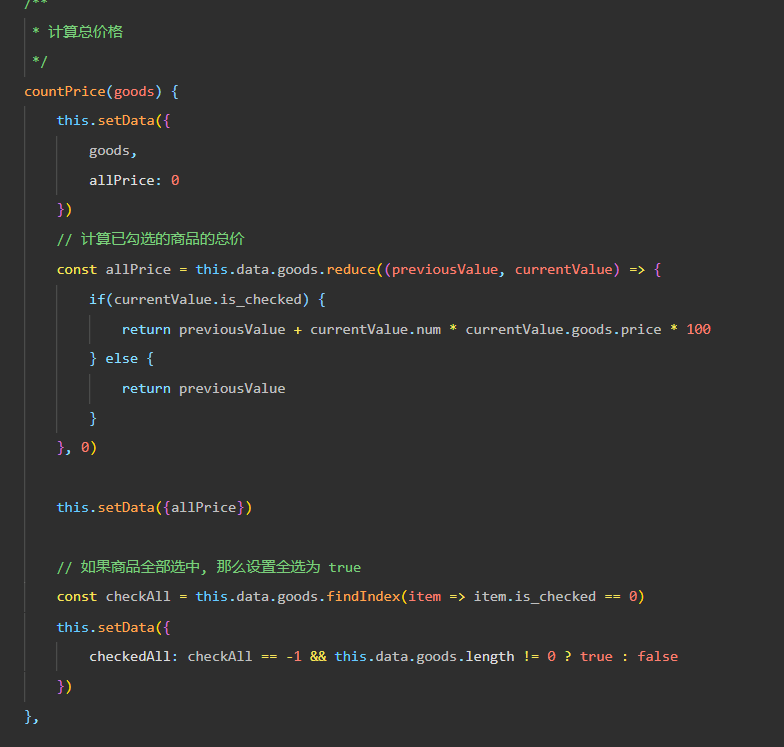 /**
* 计算总价格
*/
countPrice(goods) {
this.setData({
goods,
allPrice: 0
})
// 计算已勾选的商品的总价
const allPrice = this.data.goods.reduce((previousValue, currentValue) => {
if(currentValue.is_checked) {
return previousValue + currentValue.num * currentValue.goods.price * 100
} else {
return previousValue
}
}, 0)
this.setData({allPrice})
// 如果商品全部选中, 那么设置全选为 true
const checkAll = this.data.goods.findIndex(item => item.is_checked == 0)
this.setData({
checkedAll: checkAll == -1 && this.data.goods.length != 0 ? true : false
})
},